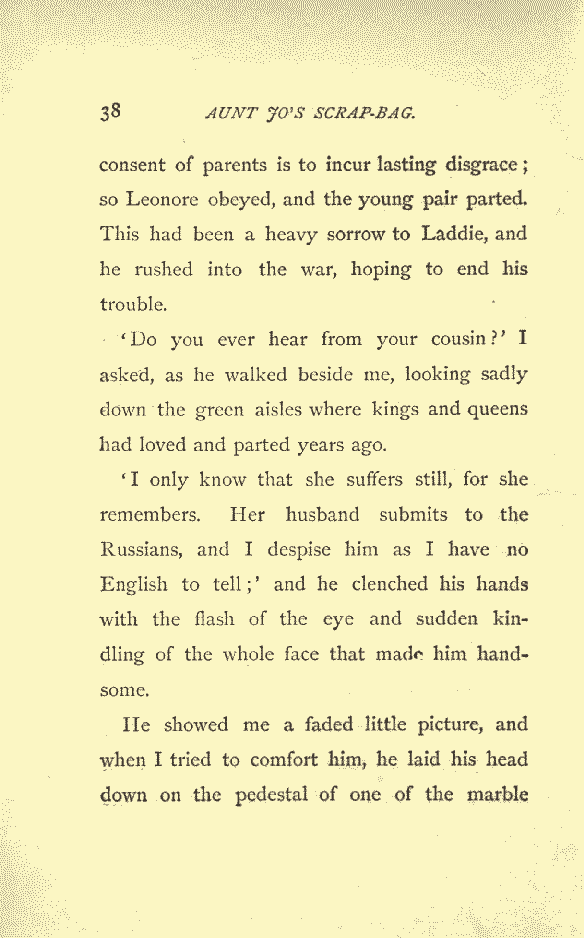 38 AUNT JO'S SCRAP-BAG.
consent of parents is to incur lasting disgrace;
so Leonore obeyed, and the young pair parted.
This had been a heavy sorrow to Laddie, and
he rushed into the war, hoping to end his
trouble.
'Do you ever hear from your cousin?' I
asked, as he walked beside me, looking sadly
down the green aisles where kings and queens
had loved and parted years ago.
'I only know that she suffers still, for she
remembers. Her husband submits to the
Russians, and I despise him as I have no
English to tell;' and he clenched his hands
with the flash of the eye and sudden kin-
dling of the whole face that made him hand-
some.
He showed me a faded little picture, and
when I tried to comfort him, he laid his head
down on the pedestal of one of the marble